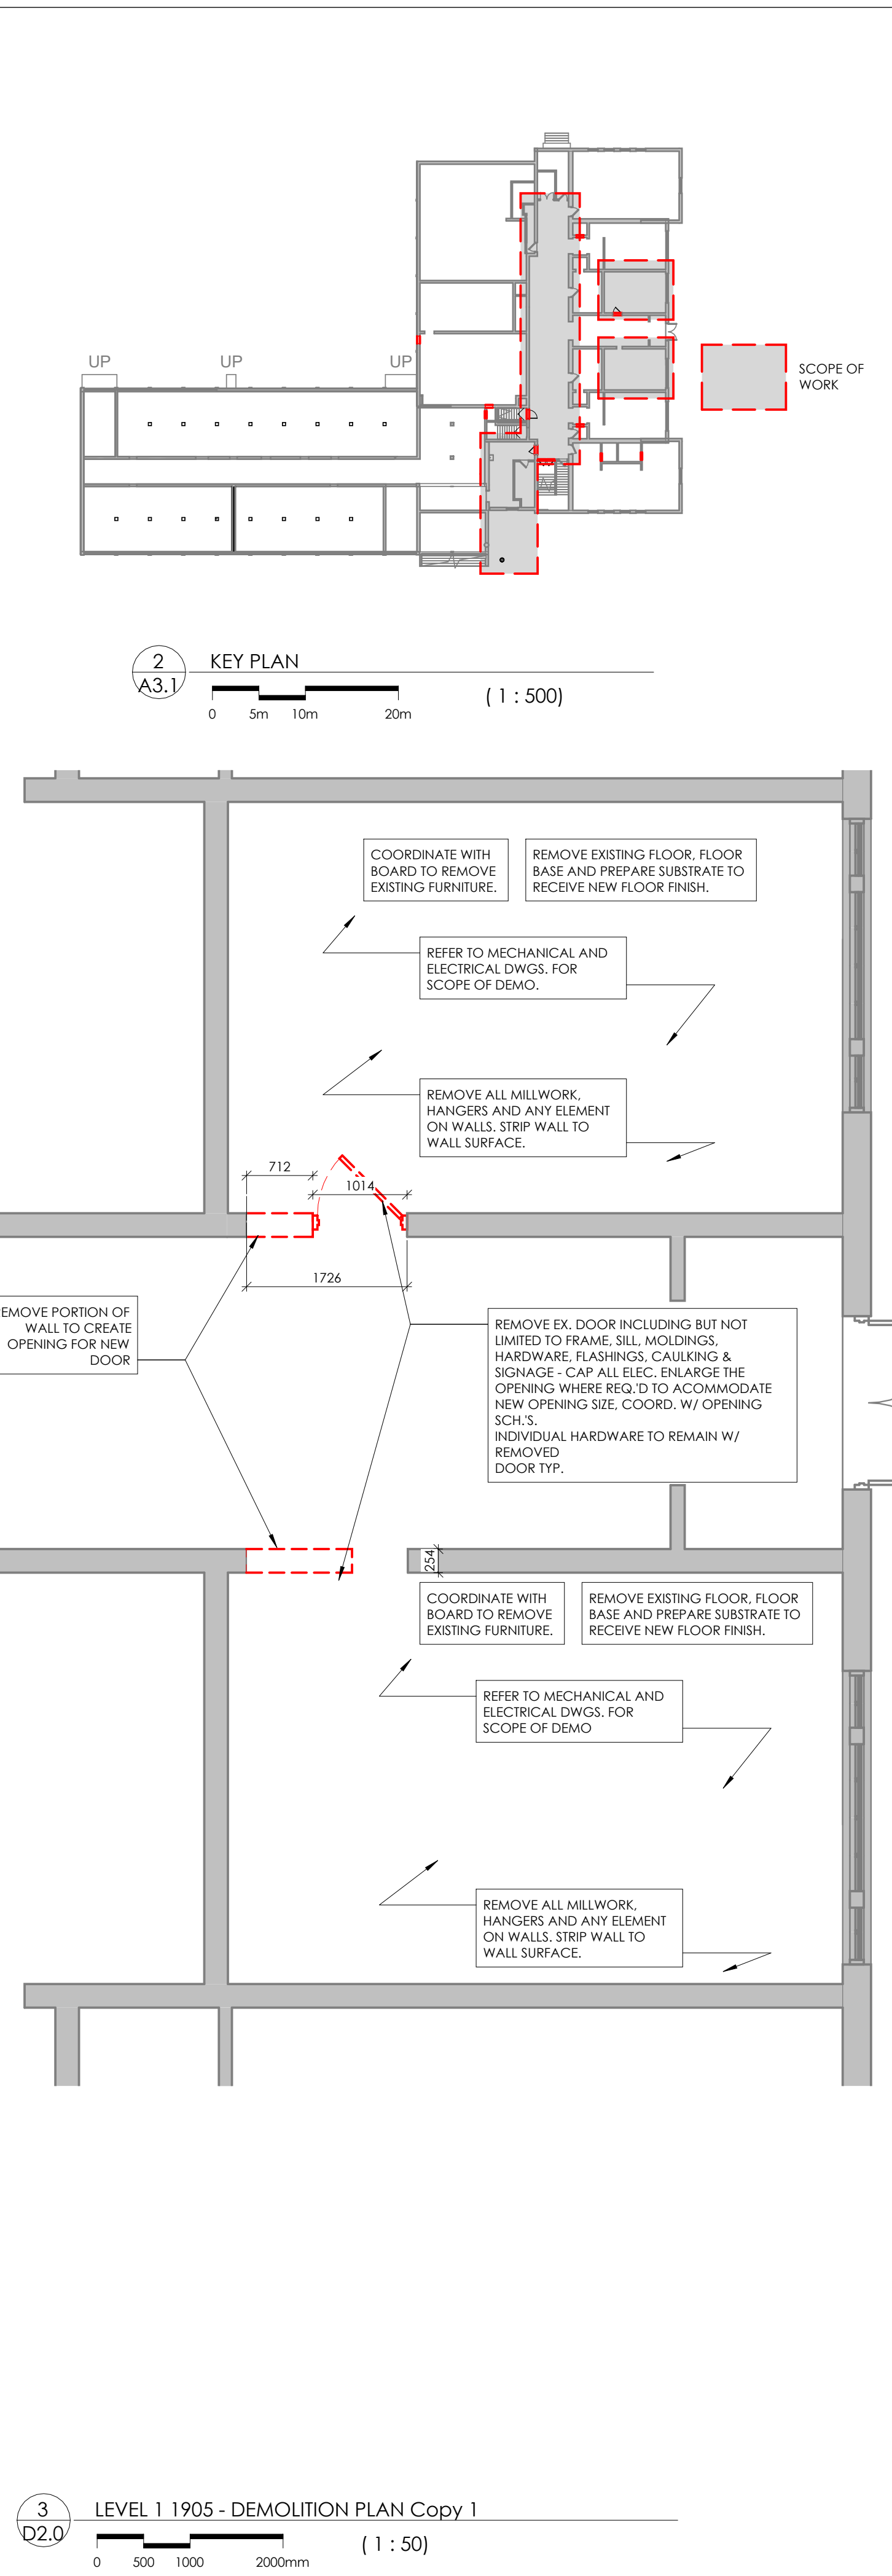 UP
UP
UP
SCOPE OF
WORK
2
A3.1
KEY PLAN
0 5m 10m 20m
( 1 : 500)
COORDINATE WITH
BOARD TO REMOVE
EXISTING FURNITURE.
REMOVE EXISTING FLOOR, FLOOR
BASE AND PREPARE SUBSTRATE TO
RECEIVE NEW FLOOR FINISH.
REFER TO MECHANICAL AND
ELECTRICAL DWGS. FOR
SCOPE OF DEMO.
REMOVE ALL MILLWORK,
HANGERS AND ANY ELEMENT
ON WALLS. STRIP WALL TO
WALL SURFACE.
712
1014
1726
EMOVE PORTION OF
WALL TO CREATE
OPENING FOR NEW
DOOR
REMOVE EX. DOOR INCLUDING BUT NOT
LIMITED TO FRAME, SILL, MOLDINGS,
HARDWARE, FLASHINGS, CAULKING &
SIGNAGE - CAP ALL ELEC. ENLARGE THE
OPENING WHERE REQ.'D TO ACOMMODATE
NEW OPENING SIZE, COORD. W/ OPENING
SCH.'S.
INDIVIDUAL HARDWARE TO REMAIN W/
REMOVED
DOOR TYP.
254
COORDINATE WITH
BOARD TO REMOVE
EXISTING FURNITURE.
REMOVE EXISTING FLOOR, FLOOR
BASE AND PREPARE SUBSTRATE TO
RECEIVE NEW FLOOR FINISH.
REFER TO MECHANICAL AND
ELECTRICAL DWGS. FOR
SCOPE OF DEMO
REMOVE ALL MILLWORK,
HANGERS AND ANY ELEMENT
ON WALLS. STRIP WALL TO
WALL SURFACE.
3
D2.0
LEVEL 1 1905 - DEMOLITION PLAN Copy 1
0 500 1000 2000mm
( 1 : 50)